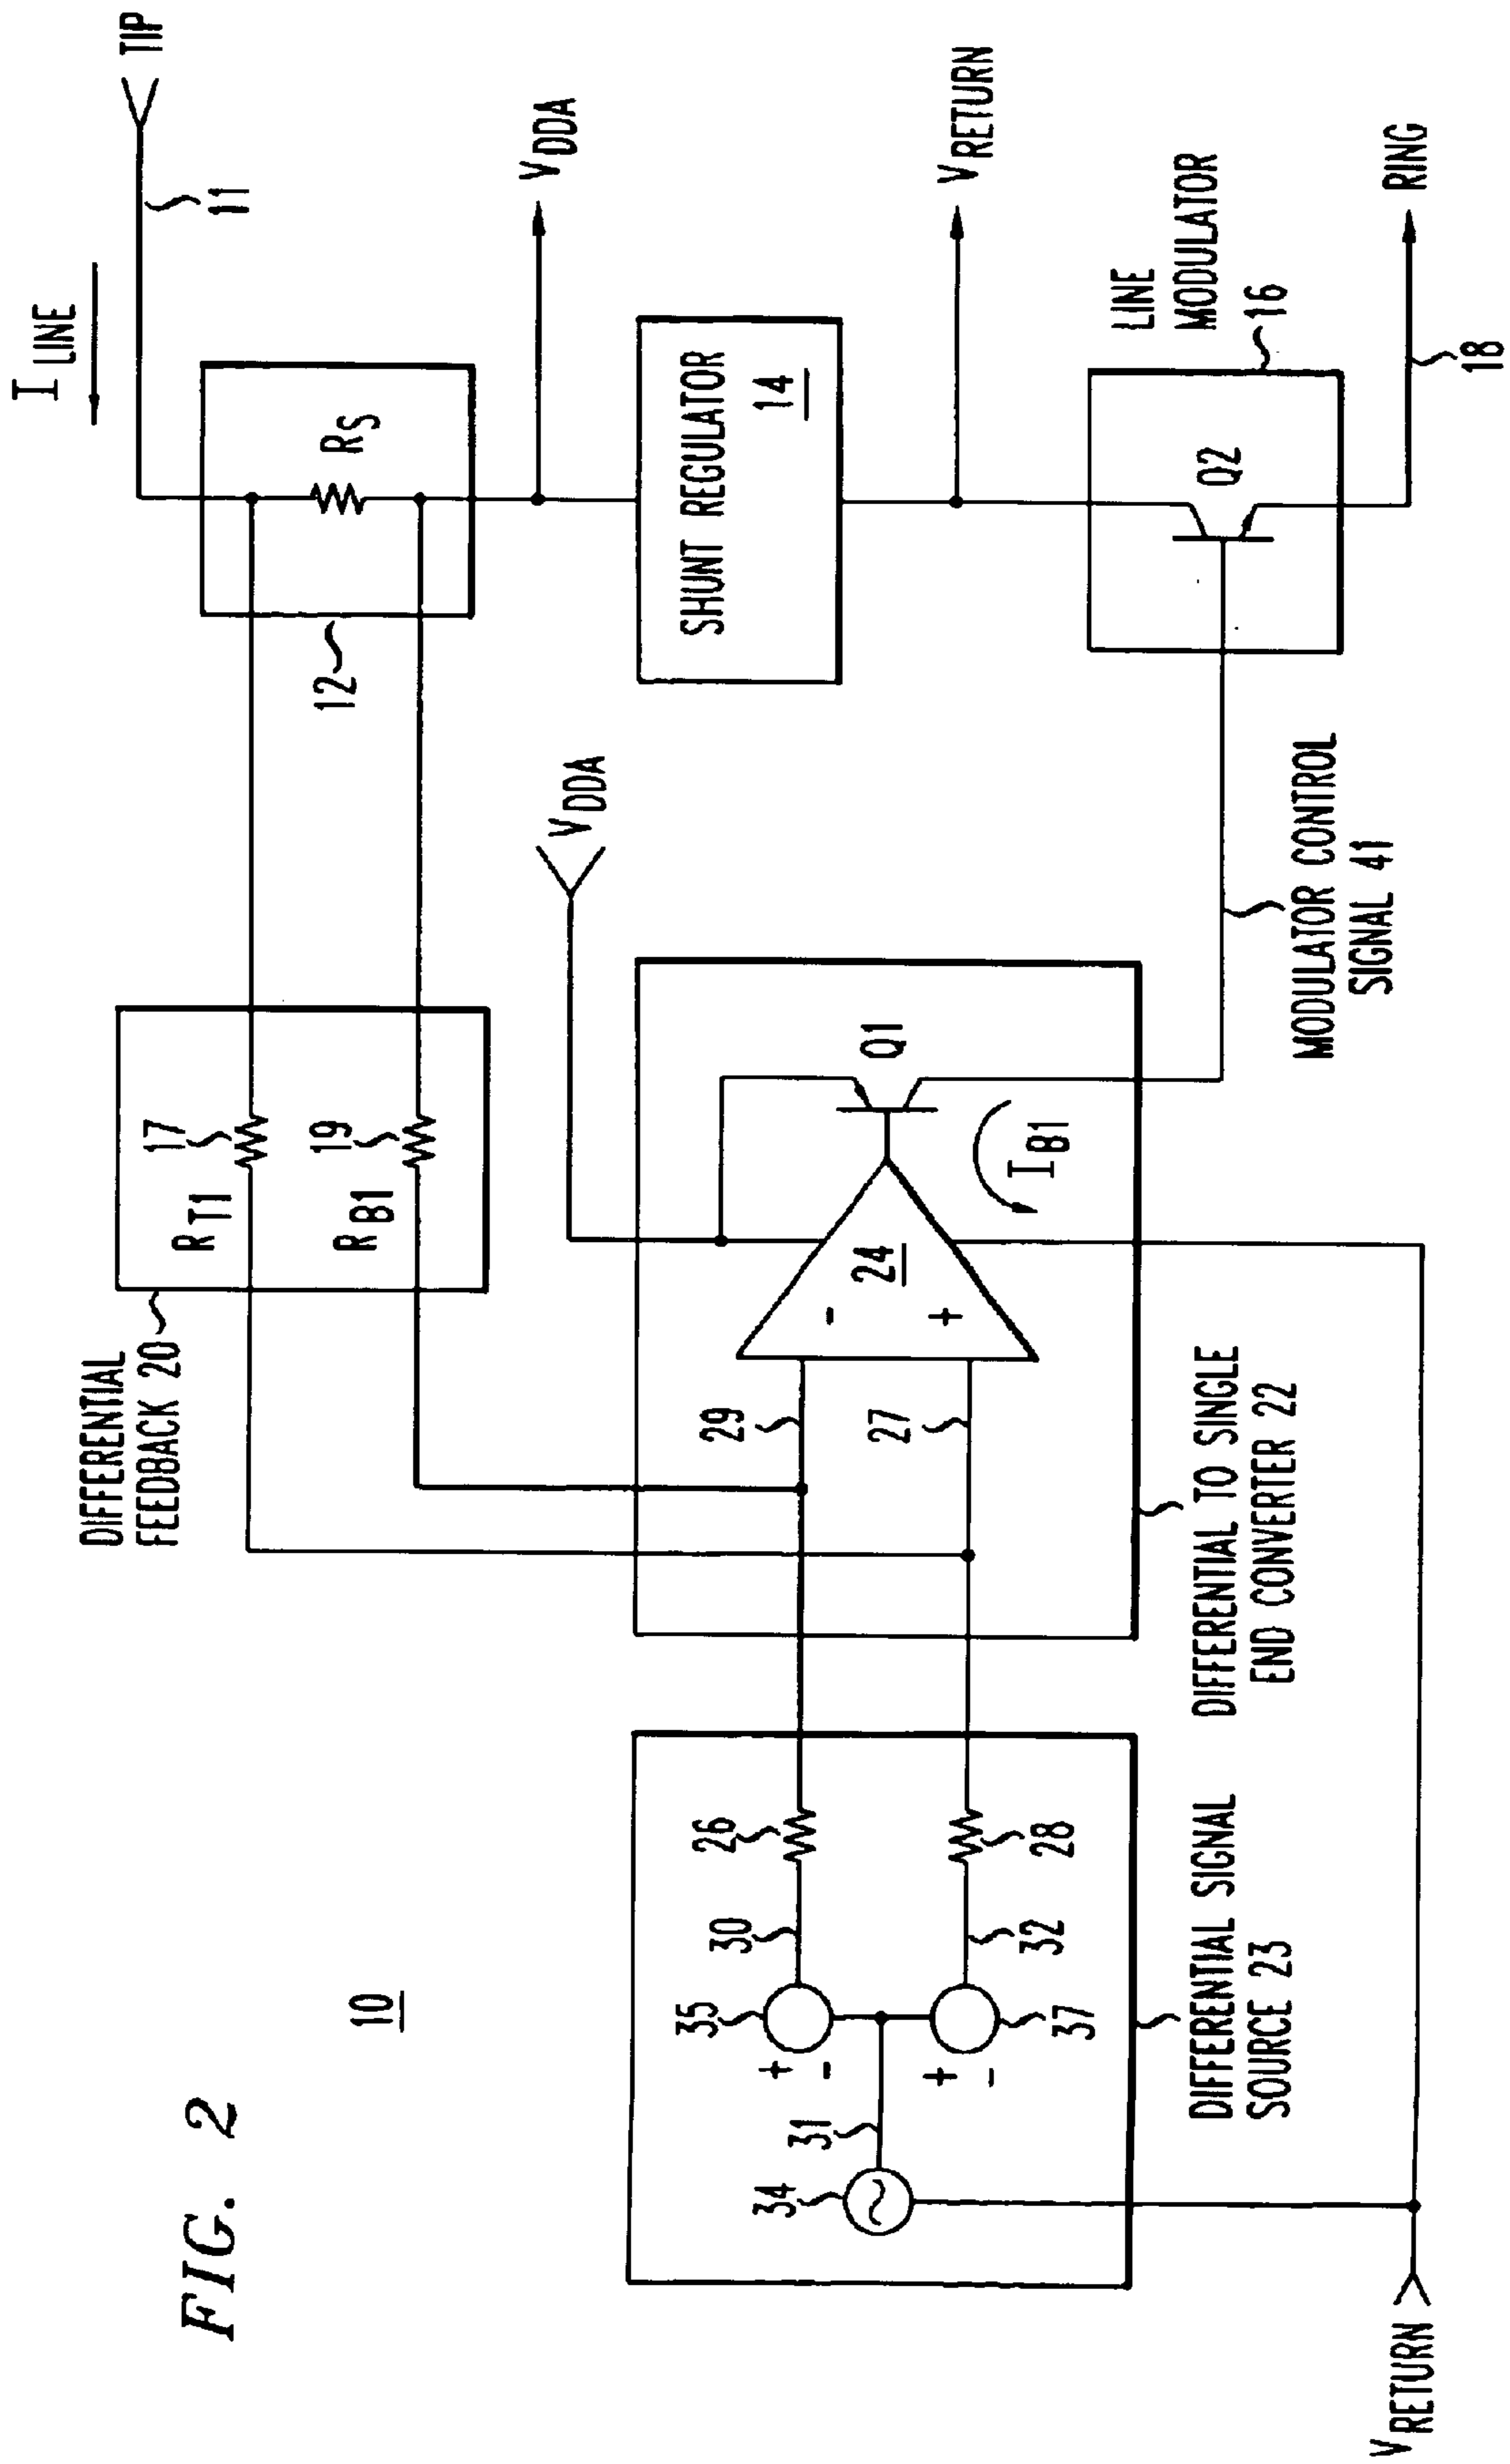 FIG. 2
10
DIFFERENTIAL
FEEDBACK 20
R T1
17
R B1
19
12
R S
I LINE
11
TIP
V DDA
V DDA
SHUNT REGULATOR
14
V RETURN
LINE
MODULATOR
16
Q2
18
RING
MODULATOR CONTROL
SIGNAL 41
29
27
-
+
24
Q1
I B1
DIFFERENTIAL TO SINGLE
END CONVERTER 22
26
28
30
32
35
+
-
37
+
-
31
34
DIFFERENTIAL SIGNAL
SOURCE 23
V RETURN